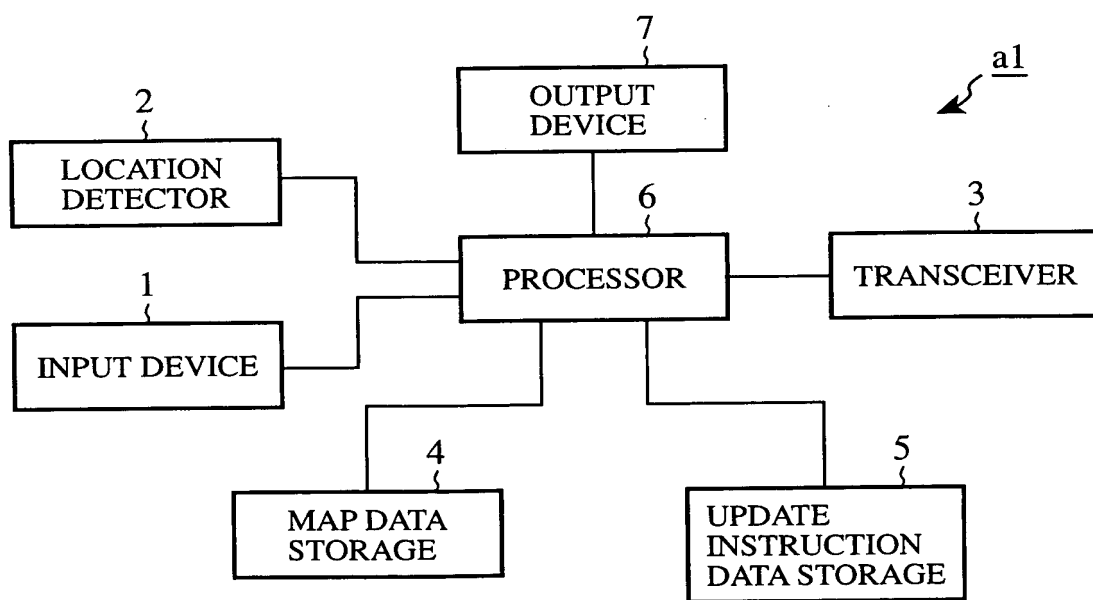 7
a1
OUTPUT
DEVICE
2
LOCATION
DETECTOR
6
3
PROCESSOR
TRANSCEIVER
1
INPUT DEVICE
4
MAP DATA
STORAGE
5
UPDATE
INSTRUCTION
DATA STORAGE